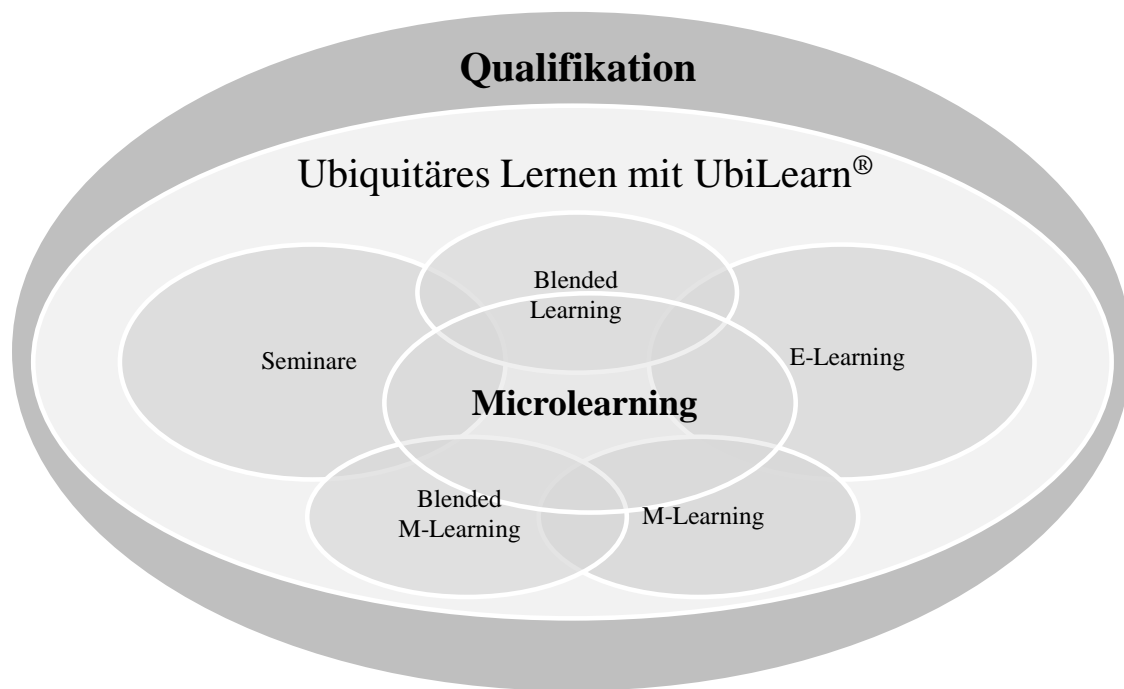 Qualifikation
Ubiquitäres Lernen mit UbiLearn®
Blended
Learning
Seminare
E-Learning
Microlearning
Blended
M-Learning
M-Learning